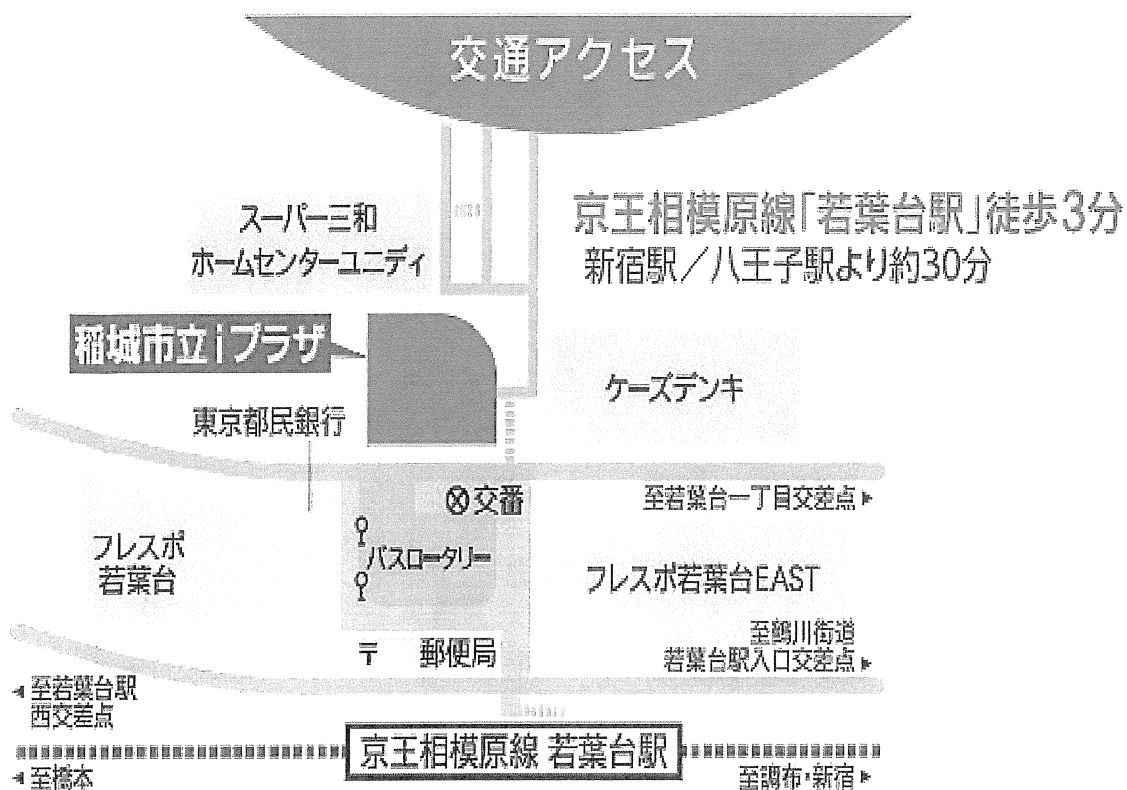 交通アクセス
京王相模原線「若葉台駅」徒歩3分
新宿駅／八王子駅より約30分
スーパー三和
ホームセンターユニディ
稲城市立iプラザ
ケーズデンキ
東京都民銀行
交番
至若葉台一丁目交差点▶
フレスポ
若葉台
バスロータリー
フレスポ若葉台EAST
〒 郵便局
至鶴川街道
若葉台駅入口交差点▶
◀至若葉台駅
西交差点
京王相模原線 若葉台駅
◀至橋本
至調布・新宿▶